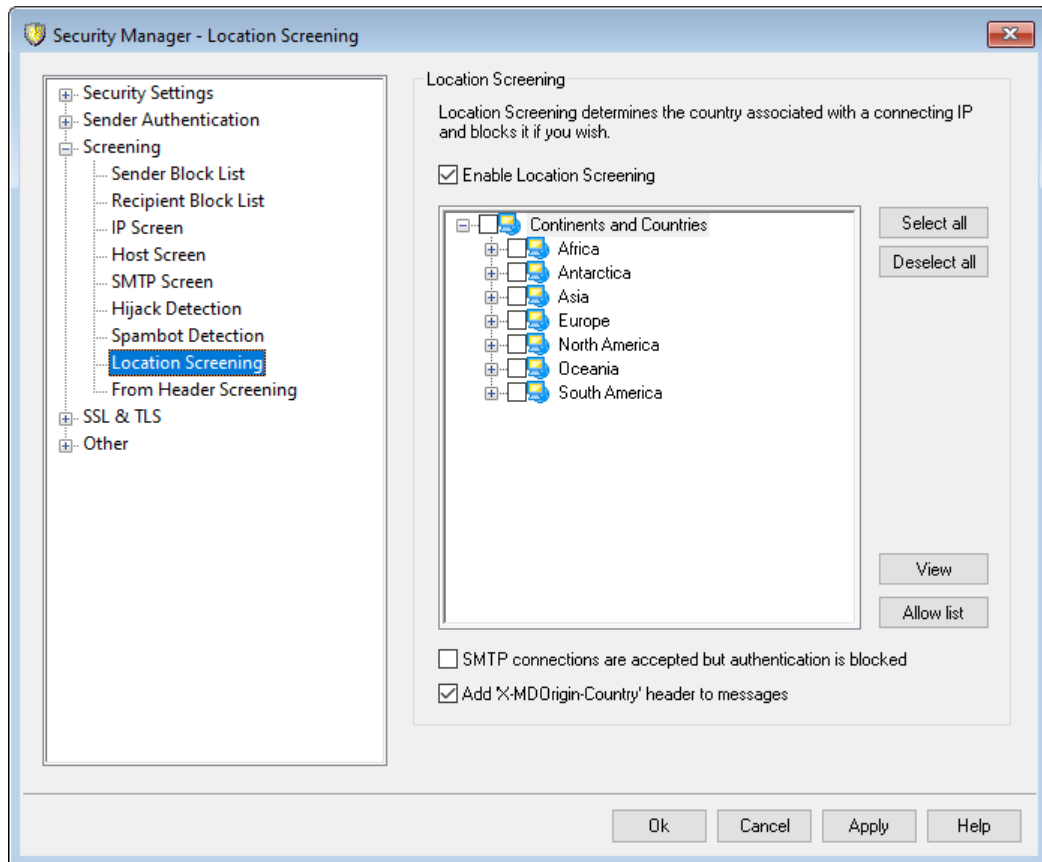 Security Manager - Location Screening
Security Settings
Sender Authentication
Screening
Sender Block List
Recipient Block List
IP Screen
Host Screen
SMTP Screen
Hijack Detection
Spambot Detection
Location Screening
From Header Screening
SSL & TLS
Other
Location Screening
Location Screening determines the country associated with a connecting IP
and blocks it if you wish.
Enable Location Screening
Continents and Countries
Africa
Antarctica
Asia
Europe
North America
Oceania
South America
Select all
Deselect all
View
Allow list
SMTP connections are accepted but authentication is blocked
Add 'X-MDOrigin-Country' header to messages
Ok
Cancel
Apply
Help